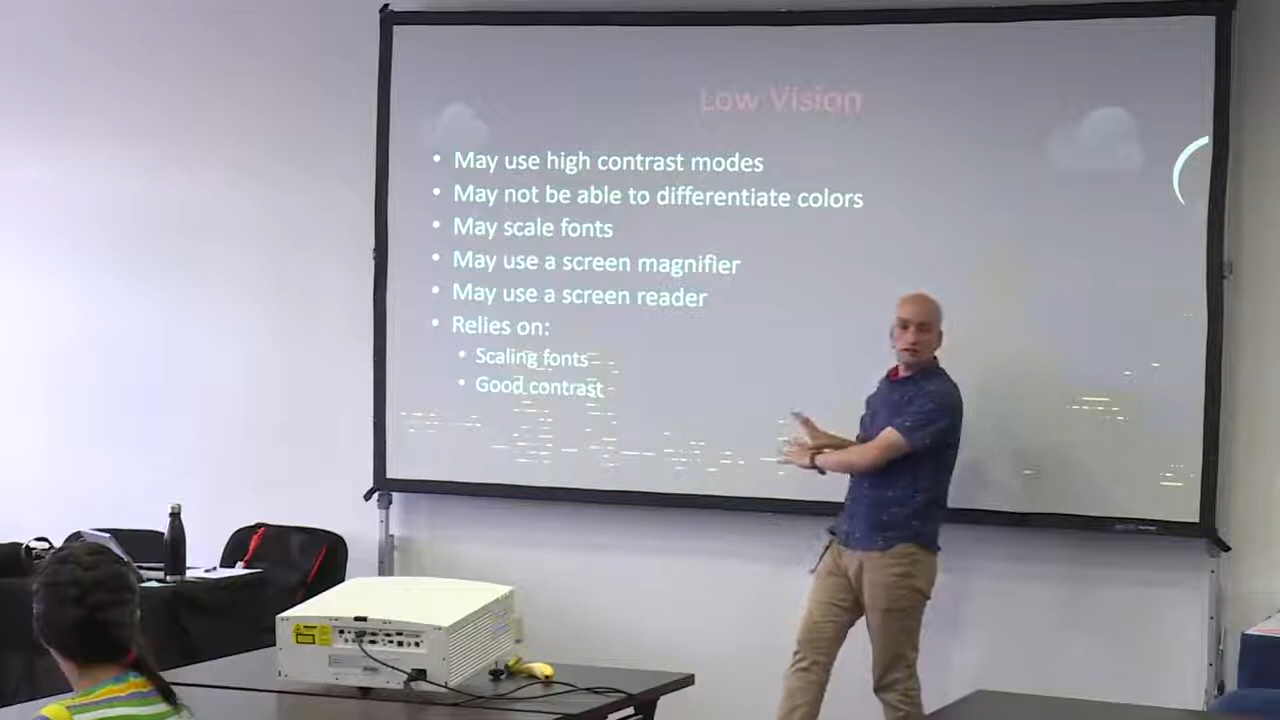 Low Vision
• May use high contrast modes
• May not be able to differentiate colors
• May scale fonts
• May use a screen magnifier
• May use a screen reader
• Relies on:
• Scaling fonts
• Good contrast